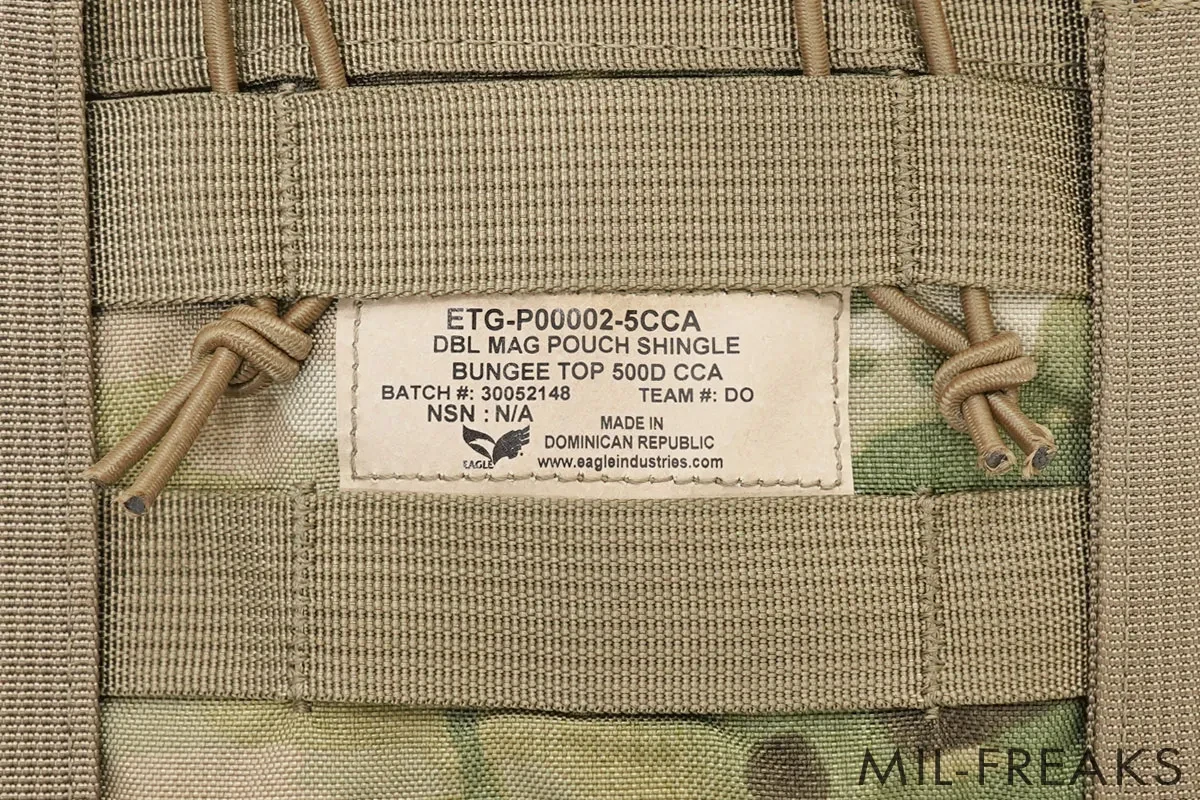 ETG-P00002-5CCA
DBL MAG POUCH SHINGLE
BUNGEE TOP 500D CCA
BATCH #: 30052148 TEAM #: DO
NSN : N/A
MADE IN
DOMINICAN REPUBLIC
EAGLE
www.eagleindustries.com
MIL-FREAKS